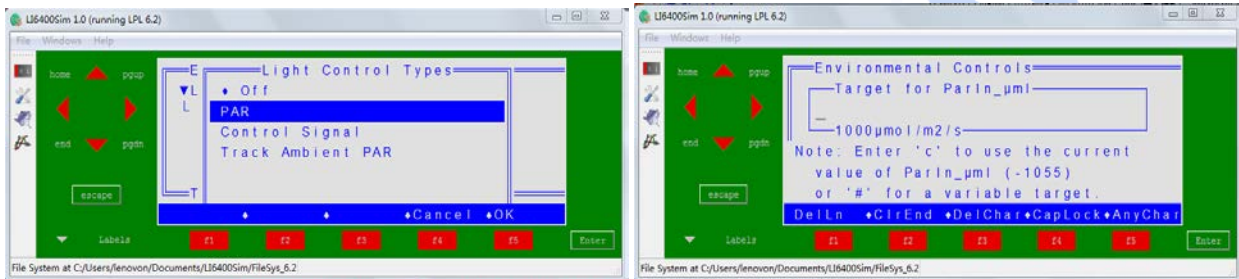 LI6400Sim 1.0 (running LPL 6.2)
File Windows Help
home pgup
end pgdn
escape
Labels
E Light Control Types
▼L ♦ Off
L PAR
Control Signal
Track Ambient PAR
T
♦ ♦ ♦Cancel ♦OK
f1 f2 f3 f4 f5 Enter
File System at C:/Users/lenovon/Documents/LI6400Sim/FileSys_6.2
LI6400Sim 1.0 (running LPL 6.2)
File Windows Help
home pgup
end pgdn
escape
Labels
Environmental Controls
Target for ParIn_µml
_
1000µmol/m2/s
Note: Enter 'c' to use the current
value of ParIn_µml (-1055)
or '#' for a variable target.
DelLn ♦ClrEnd ♦DelChar♦CapLock♦AnyChar
f1 f2 f3 f4 f5 Enter
File System at C:/Users/lenovon/Documents/LI6400Sim/FileSys_6.2